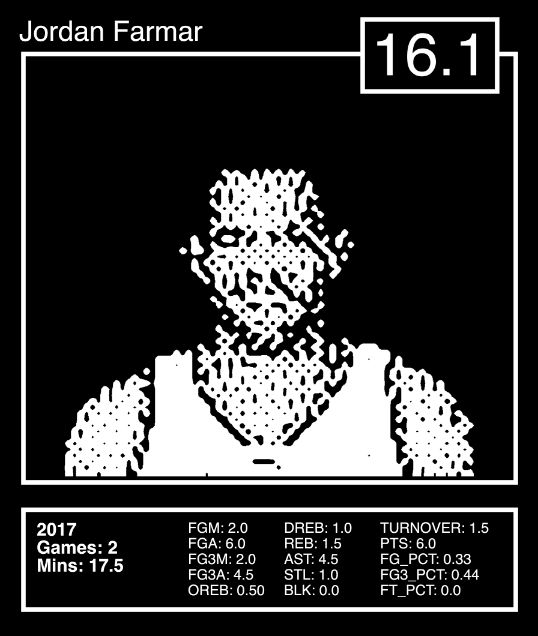 Jordan Farmar
16.1
2017
Games: 2
Mins: 17.5
FGM: 2.0
FGA: 6.0
FG3M: 2.0
FG3A: 4.5
OREB: 0.50
DREB: 1.0
REB: 1.5
AST: 4.5
STL: 1.0
BLK: 0.0
TURNOVER: 1.5
PTS: 6.0
FG_PCT: 0.33
FG3_PCT: 0.44
FT_PCT: 0.0